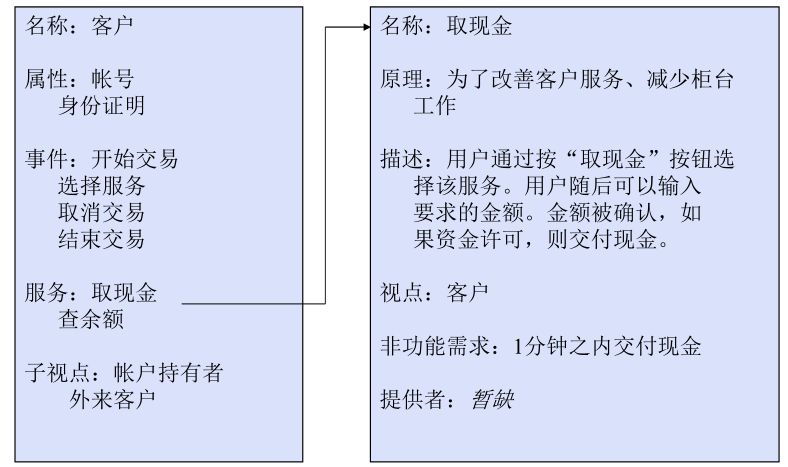 名称：客户
属性：帐号
身份证明
事件：开始交易
选择服务
取消交易
结束交易
服务：取现金
查余额
子视点：帐户持有者
外来客户
名称：取现金
原理：为了改善客户服务、减少柜台
工作
描述：用户通过按“取现金”按钮选
择该服务。用户随后可以输入
要求的金额。金额被确认，如
果资金许可，则交付现金。
视点：客户
非功能需求：1分钟之内交付现金
提供者：暂缺